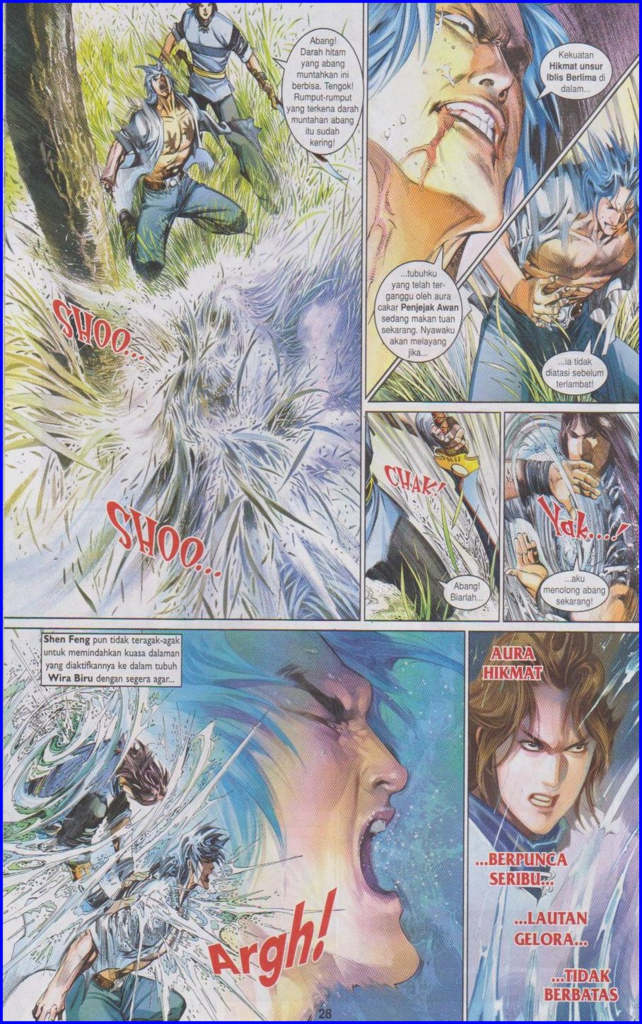 Abang!
Darah hitam
yang abang
muntahkan ini
berbisa. Tengok!
Rumput-rumput
yang terkena darah
muntahan abang
itu sudah
kering!
SHOO...
SHOO...
Kekuatan
Hikmat unsur
Iblis Berlima di
dalam...
...tubuhku
yang telah ter-
ganggu oleh aura
cakar Penjejak Awan
sedang makan tuan
sekarang. Nyawaku
akan melayang
jika...
...ia tidak
diatasi sebelum
terlambat!
CHAK!
Abang!
Biarlah...
Yak....!
...aku
menolong abang
sekarang!
Shen Feng pun tidak teragak-agak
untuk memindahkan kuasa dalaman
yang diaktifkannya ke dalam tubuh
Wira Biru dengan segera agar...
Argh!
AURA
HIKMAT
...BERPUNCA
SERIBU...
...LAUTAN
GELORA...
...TIDAK
BERBATAS
28